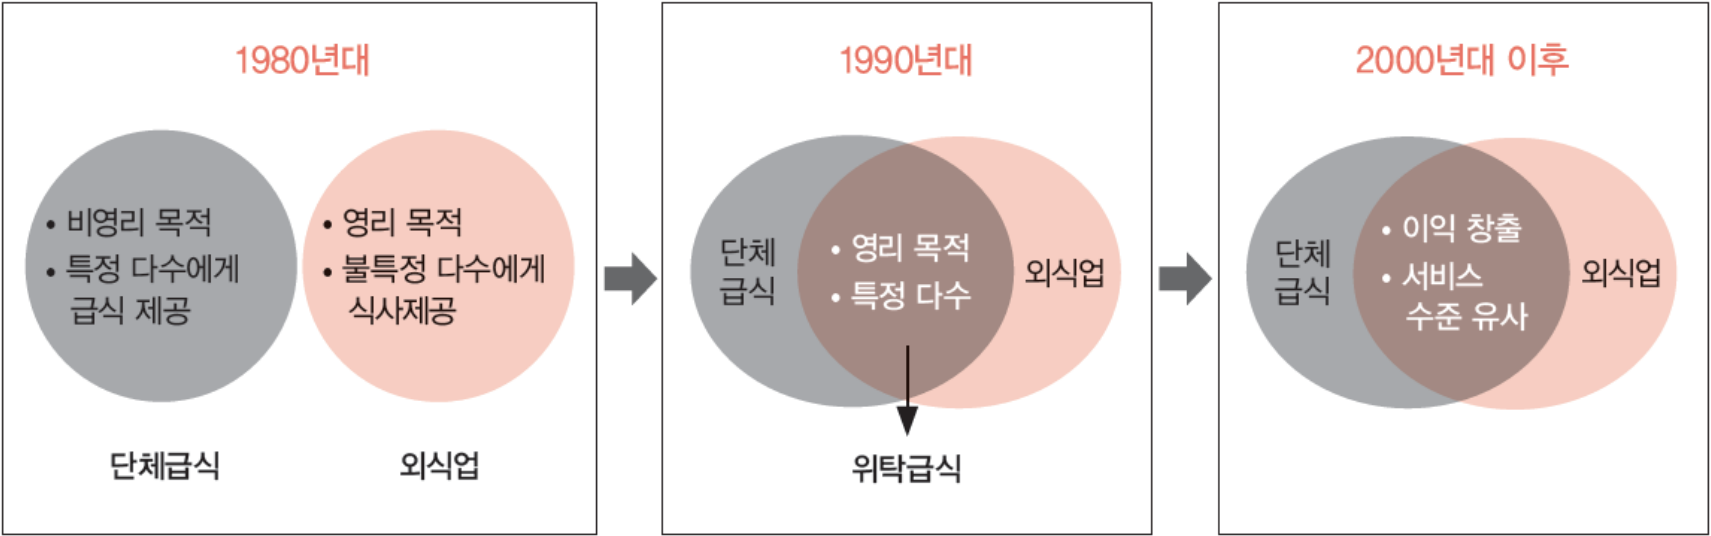 1980년대
• 비영리 목적
• 특정 다수에게
급식 제공
• 영리 목적
• 불특정 다수에게
식사제공
단체급식
외식업
1990년대
단체
급식
• 영리 목적
• 특정 다수
외식업
위탁급식
2000년대 이후
단체
급식
• 이익 창출
• 서비스
수준 유사
외식업